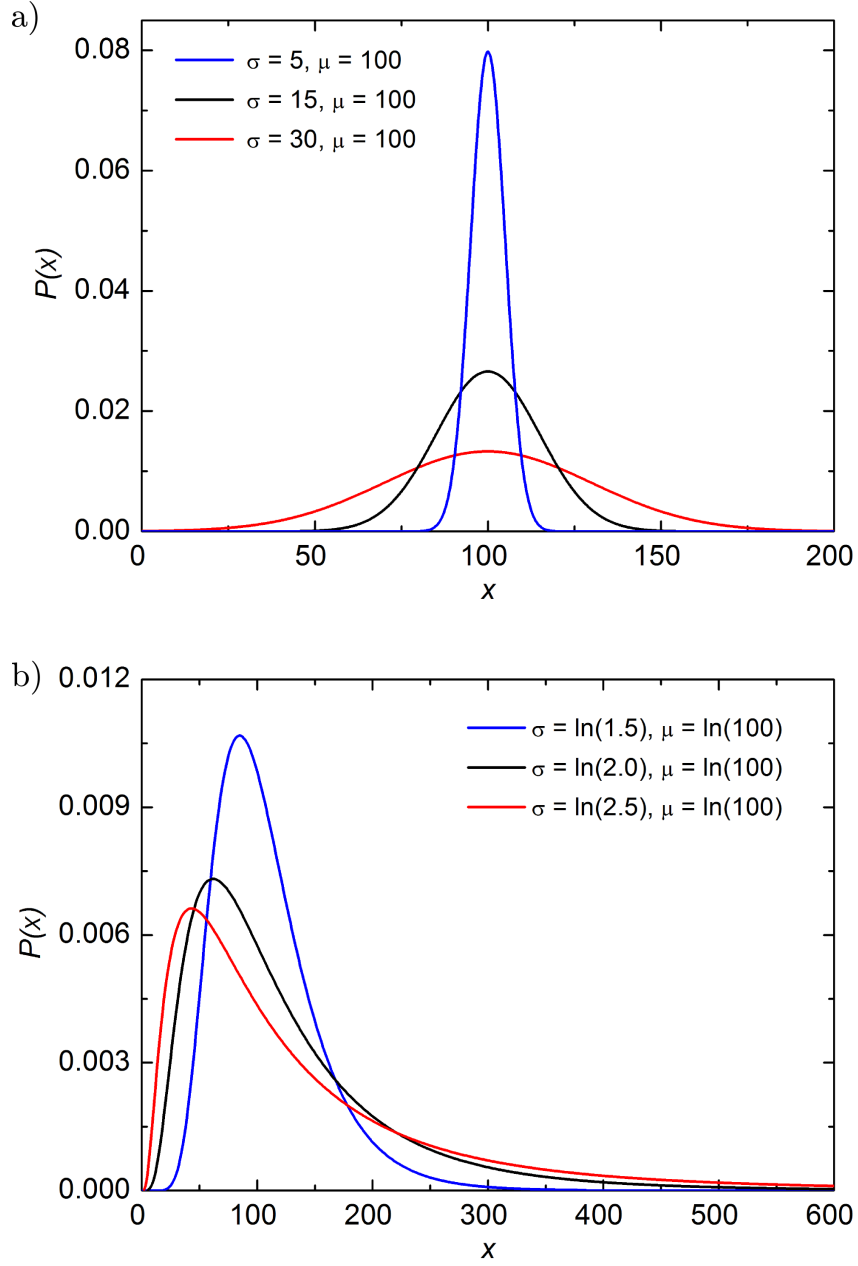 a)
0.08
σ = 5, μ = 100
σ = 15, μ = 100
σ = 30, μ = 100
0.06
P(x)
0.04
0.02
0.00
0 50 100 150 200
x
b)
0.012
σ = ln(1.5), μ = ln(100)
σ = ln(2.0), μ = ln(100)
σ = ln(2.5), μ = ln(100)
0.009
P(x)
0.006
0.003
0.000
0 100 200 300 400 500 600
x